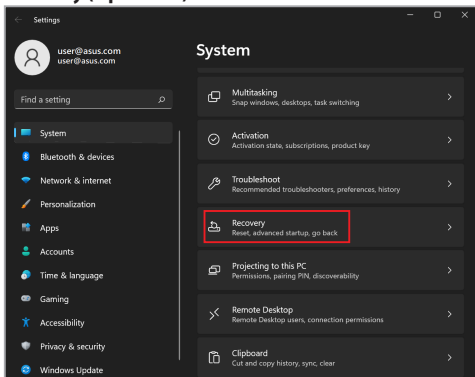 Settings
user@asus.com
user@asus.com
Find a setting
System
Bluetooth & devices
Network & internet
Personalization
Apps
Accounts
Time & language
Gaming
Accessibility
Privacy & security
Windows Update
System
Multitasking
Snap windows, desktops, task switching
Activation
Activation state, subscriptions, product key
Troubleshoot
Recommended troubleshooters, preferences, history
Recovery
Reset, advanced startup, go back
Projecting to this PC
Permissions, pairing PIN, discoverability
Remote Desktop
Remote Desktop users, connection permissions
Clipboard
Cut and copy history, sync, clear